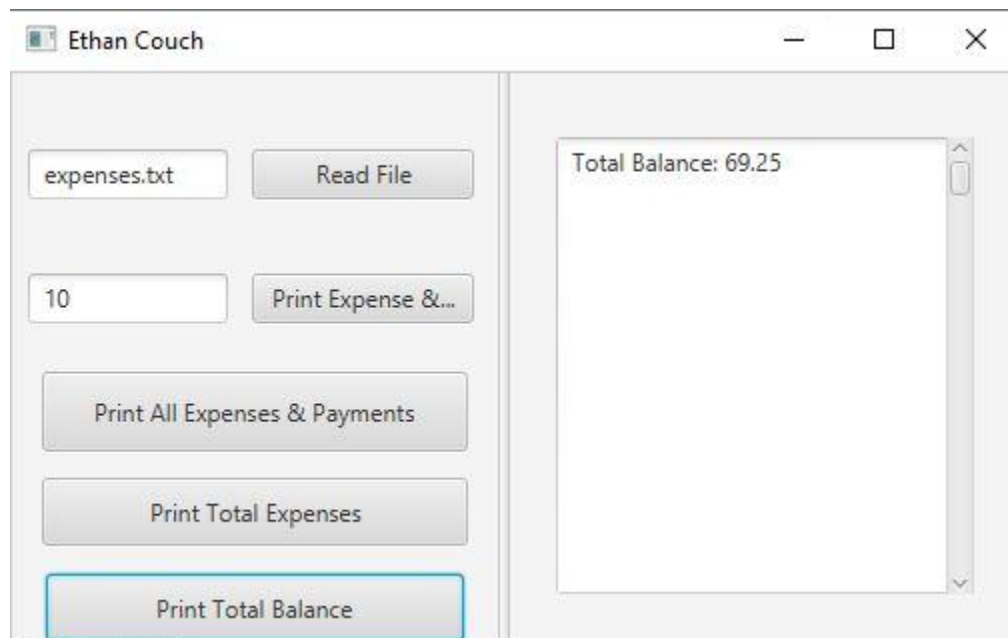 Ethan Couch
expenses.txt
Read File
10
Print Expense &...
Print All Expenses & Payments
Print Total Expenses
Print Total Balance
Total Balance: 69.25